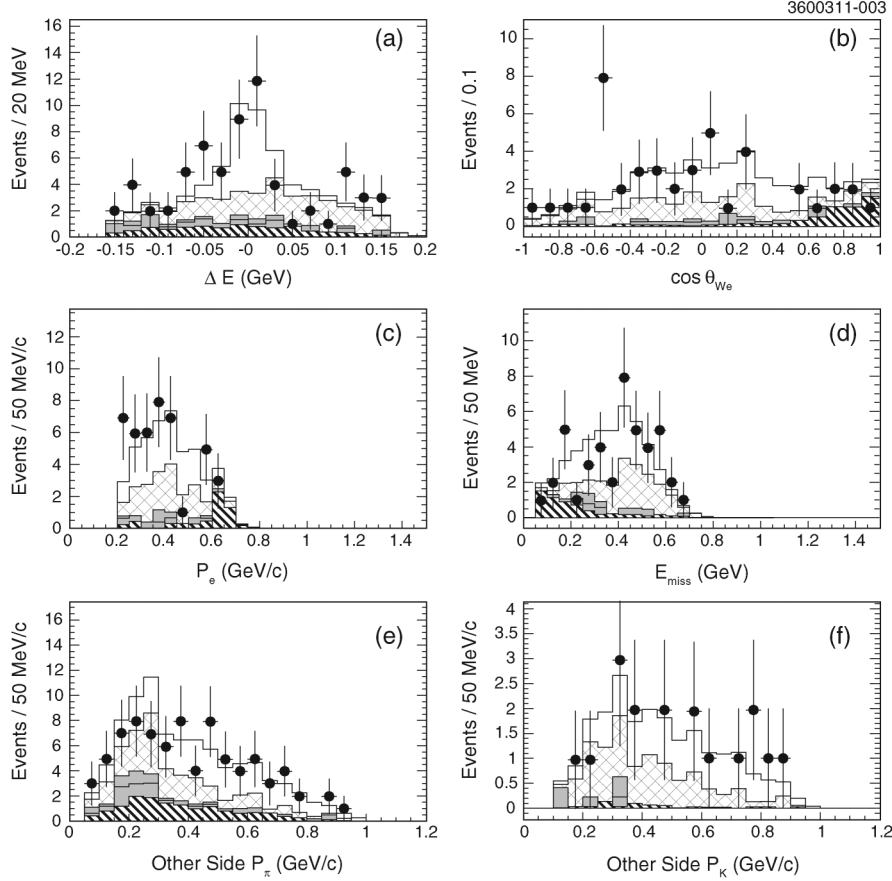 3600311-003
(a)
Events / 20 MeV
16
14
12
10
8
6
4
2
0
-0.2 -0.15 -0.1 -0.05 -0 0.05 0.1 0.15 0.2
Δ E (GeV)
(b)
Events / 0.1
10
8
6
4
2
0
-1 -0.8 -0.6 -0.4 -0.2 0 0.2 0.4 0.6 0.8 1
cos θWe
(c)
Events / 50 MeV/c
12
10
8
6
4
2
0
0 0.2 0.4 0.6 0.8 1 1.2 1.4
Pe (GeV/c)
(d)
Events / 50 MeV
10
8
6
4
2
0
0 0.2 0.4 0.6 0.8 1 1.2 1.4
Emiss (GeV)
(e)
Events / 50 MeV/c
16
14
12
10
8
6
4
2
0
0 0.2 0.4 0.6 0.8 1 1.2
Other Side Pπ (GeV/c)
(f)
Events / 50 MeV/c
4
3.5
3
2.5
2
1.5
1
0.5
0
0 0.2 0.4 0.6 0.8 1 1.2
Other Side PK (GeV/c)